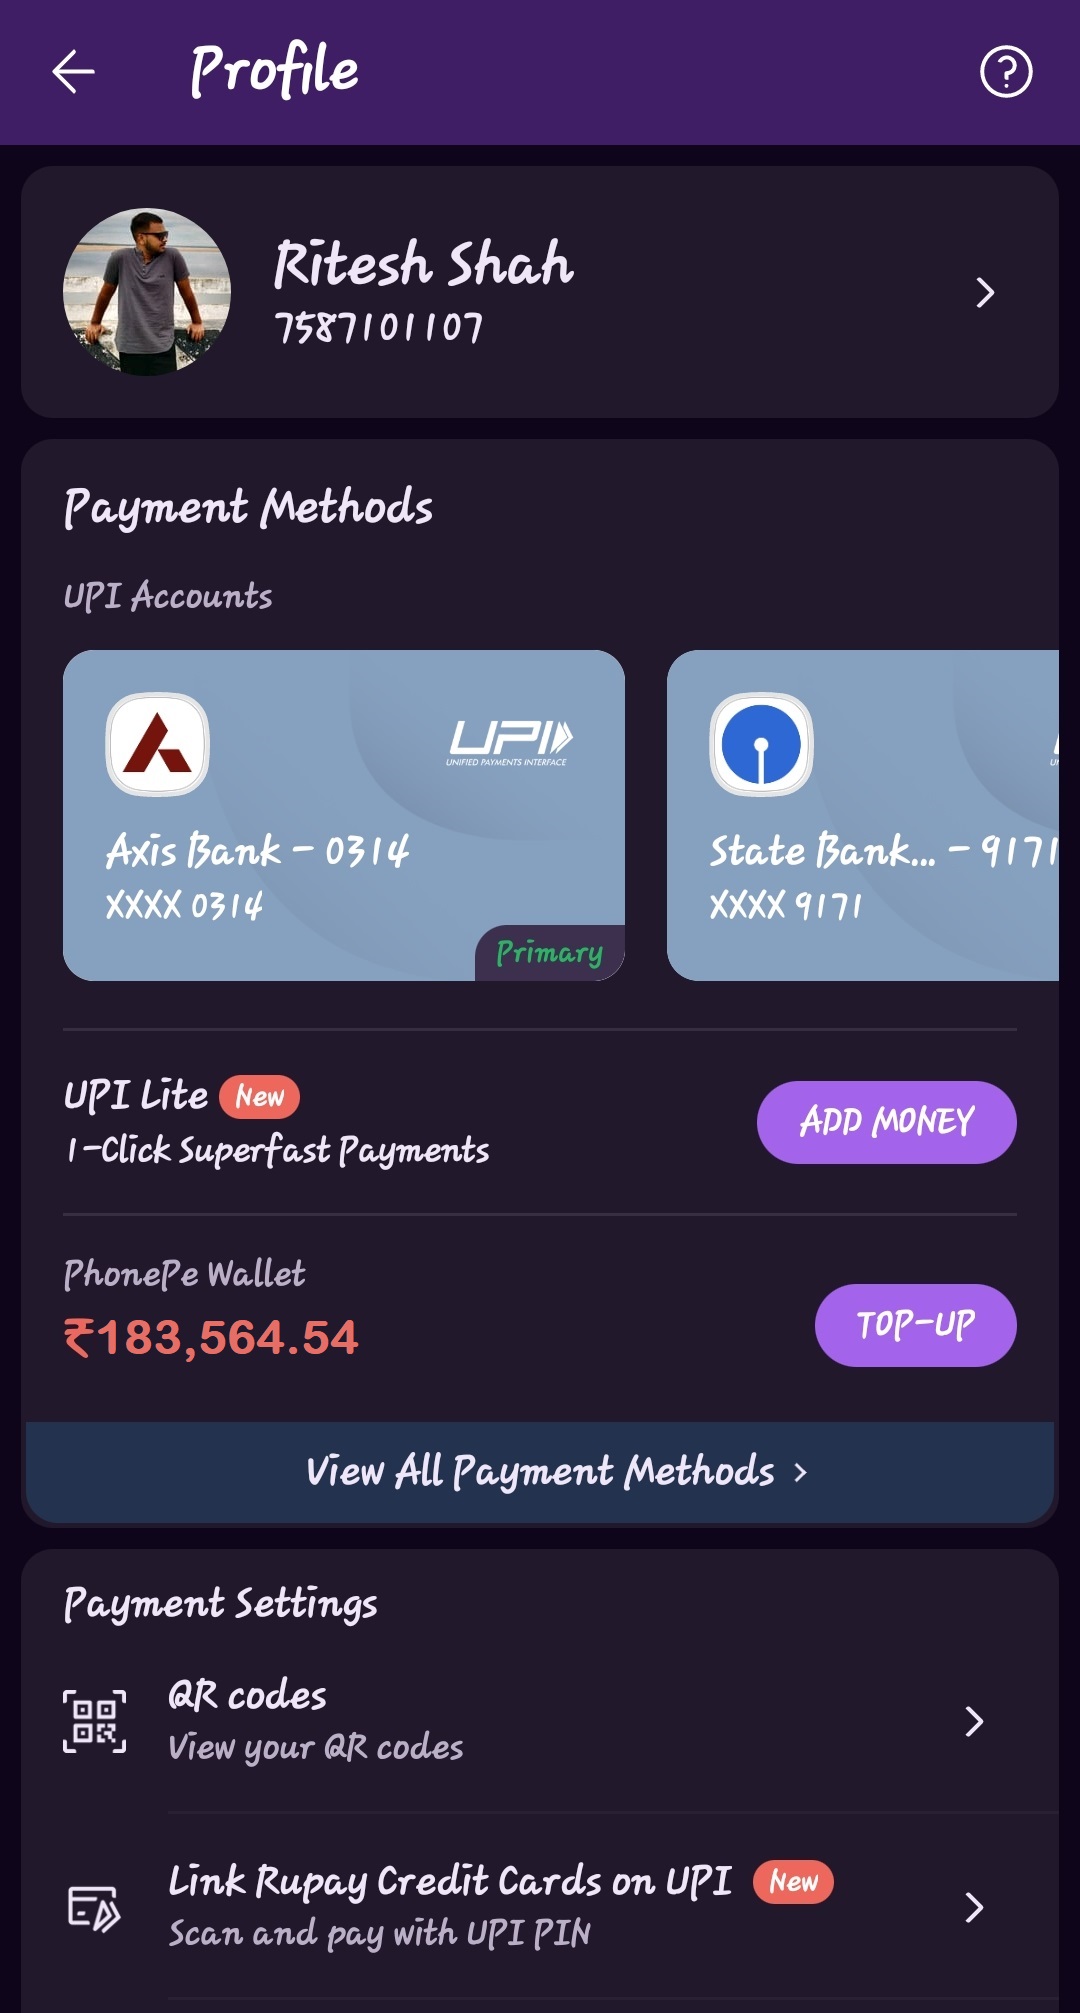 Profile
Ritesh Shah
7587101107
Payment Methods
UPI Accounts
UPI
UNIFIED PAYMENTS INTERFACE
Axis Bank - 0314
XXXX 0314
Primary
State Bank... - 9171
XXXX 9171
UPI Lite New
1-Click Superfast Payments
ADD MONEY
PhonePe Wallet
₹183,564.54
TOP-UP
View All Payment Methods >
Payment Settings
QR codes
View your QR codes
Link Rupay Credit Cards on UPI New
Scan and pay with UPI PIN